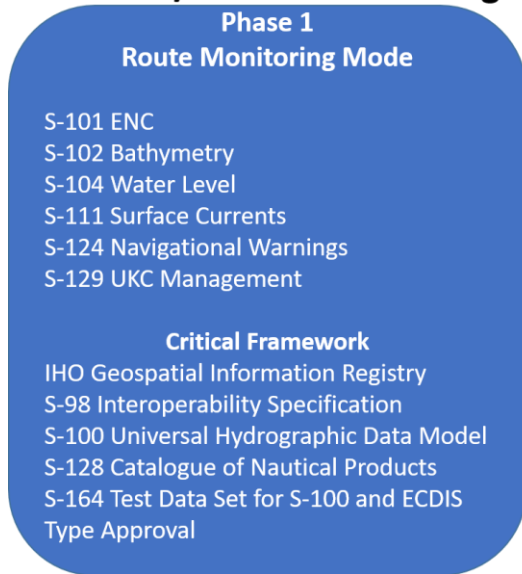 Phase 1
Route Monitoring Mode
S-101 ENC
S-102 Bathymetry
S-104 Water Level
S-111 Surface Currents
S-124 Navigational Warnings
S-129 UKC Management
Critical Framework
IHO Geospatial Information Registry
S-98 Interoperability Specification
S-100 Universal Hydrographic Data Model
S-128 Catalogue of Nautical Products
S-164 Test Data Set for S-100 and ECDIS
Type Approval